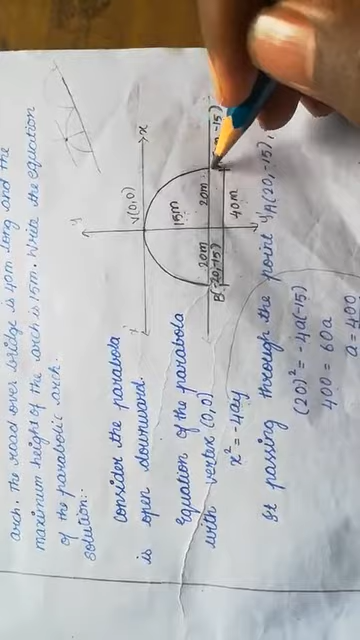 arch. The road over bridge is 40m long and the
maximum height of the arch is 15m. Write the equation
of the parabolic arch.
solution:-
Consider the parabola
is open downward.
Equation of the parabola
with vertex (0,0)
x² = -4ay
It passing through the point A(20,-15),
(20)² = -4a(-15)
400 = 60a
a = 400
y
x
V(0,0)
15m
20m
20m
40m
B(-20,-15)
-15)
y